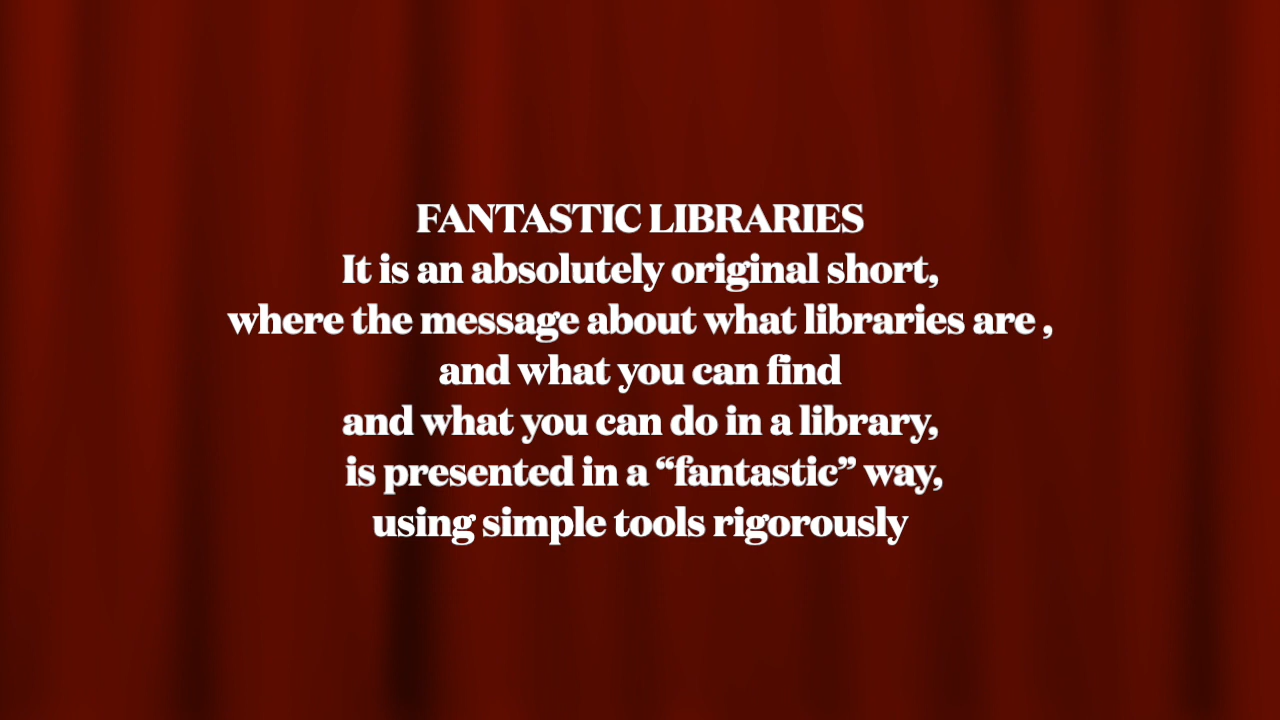 FANTASTIC LIBRARIES
It is an absolutely original short,
where the message about what libraries are ,
and what you can find
and what you can do in a library,
is presented in a “fantastic” way,
using simple tools rigorously